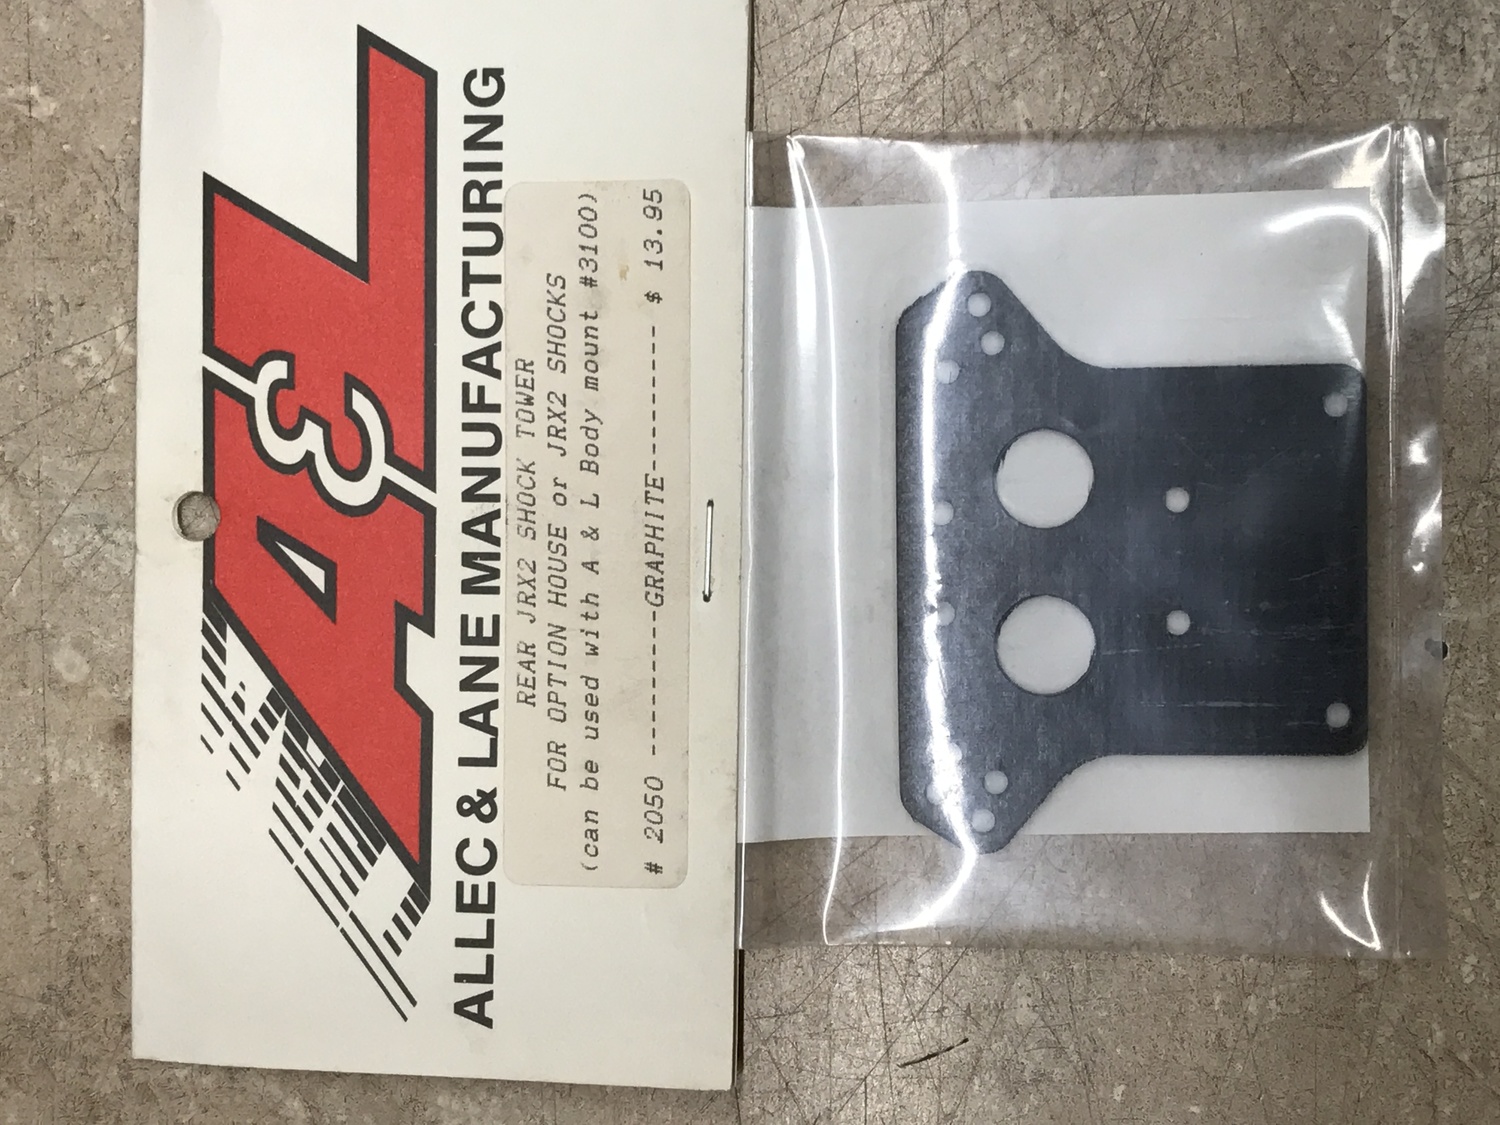 A&L
ALLEC & LANE MANUFACTURING
REAR JRX2 SHOCK TOWER
FOR OPTION HOUSE or JRX2 SHOCKS
(can be used with A & L Body mount #3100)
# 2050 ----------GRAPHITE----------- $ 13.95